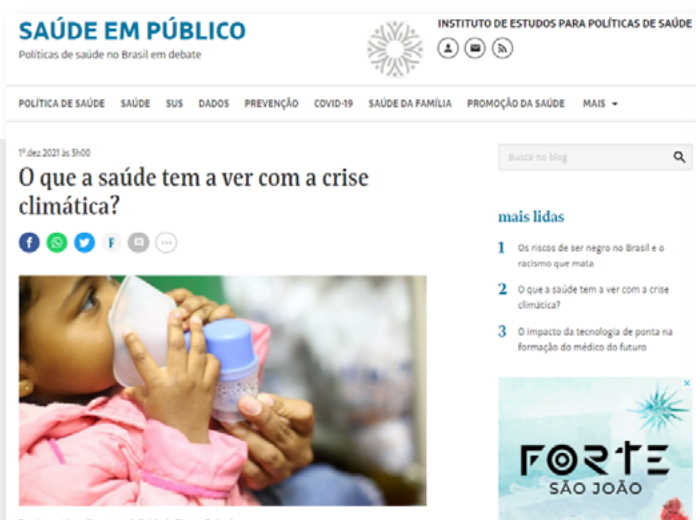 SAÚDE EM PÚBLICO
Políticas de saúde no Brasil em debate
INSTITUTO DE ESTUDOS PARA POLÍTICAS DE SAÚDE
POLÍTICA DE SAÚDE SAÚDE SUS DADOS PREVENÇÃO COVID-19 SAÚDE DA FAMÍLIA PROMOÇÃO DA SAÚDE MAIS
1º.dez.2021 às 5h00
O que a saúde tem a ver com a crise
climática?
F
Busca no blog
mais lidas
1 Os riscos de ser negro no Brasil e o
racismo que mata
2 O que a saúde tem a ver com a crise
climática?
3 O impacto da tecnologia de ponta na
formação do médico do futuro
FORTE
SÃO JOÃO